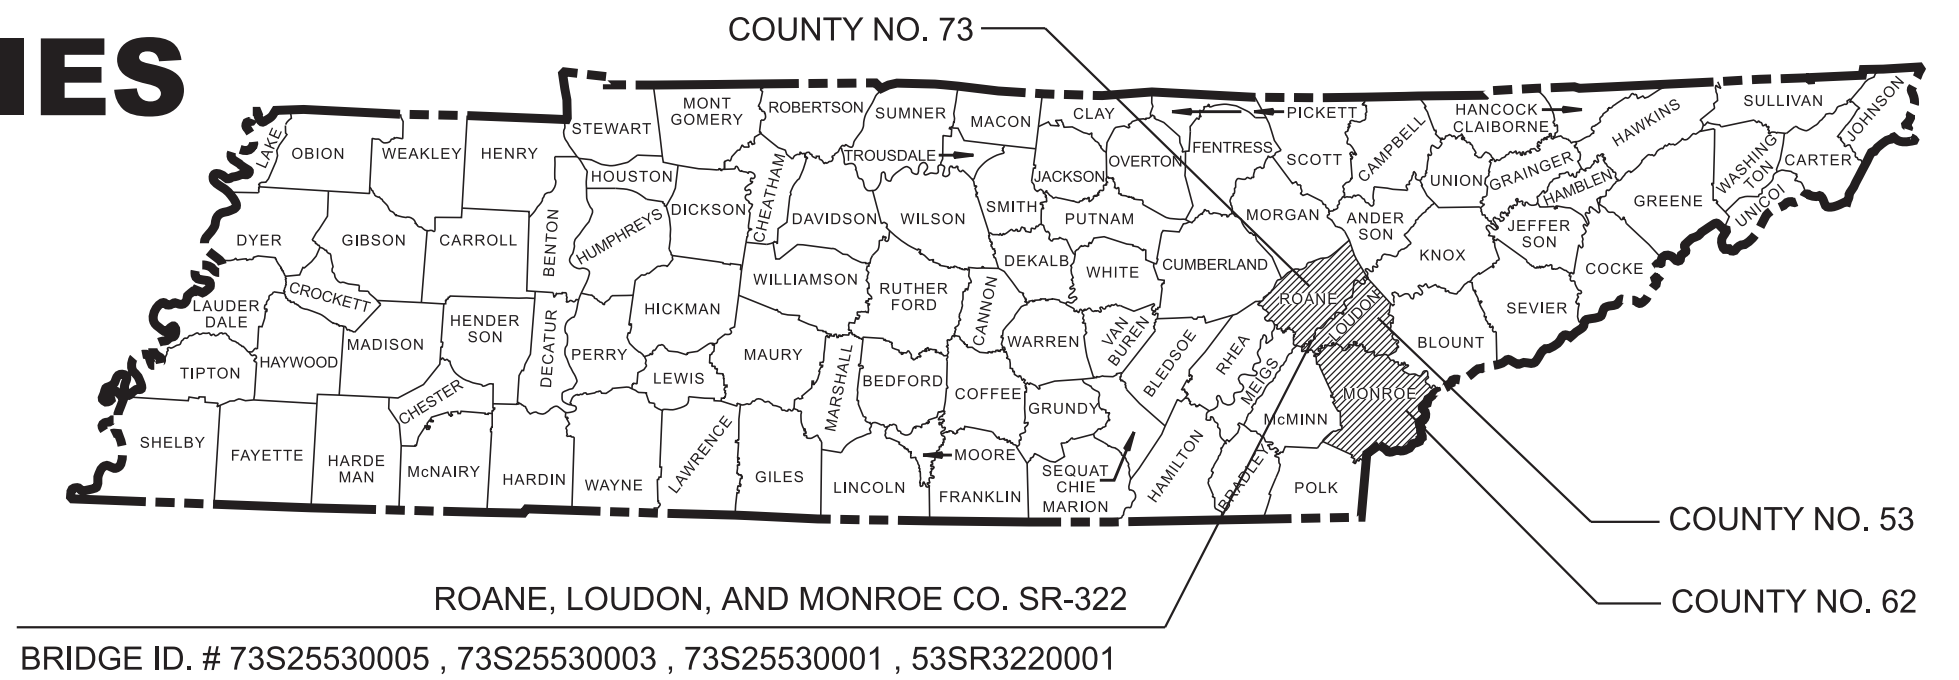 IES
COUNTY NO. 73
LAKE
OBION
WEAKLEY
HENRY
STEWART
MONT
GOMERY
ROBERTSON
SUMNER
MACON
CLAY
PICKETT
HANCOCK
CLAIBORNE
HAWKINS
SULLIVAN
JOHNSON
TROUSDALE
HOUSTON
CHEATHAM
JACKSON
OVERTON
FENTRESS
SCOTT
CAMPBELL
UNION
GRAINGER
HAMBLEN
WASHING
TON
CARTER
UNICOI
GREENE
DYER
GIBSON
CARROLL
BENTON
HUMPHREYS
DICKSON
DAVIDSON
WILSON
SMITH
PUTNAM
MORGAN
ANDER
SON
KNOX
JEFFER
SON
COCKE
SEVIER
LAUDER
DALE
CROCKETT
WILLIAMSON
RUTHER
FORD
CANNON
DEKALB
WHITE
CUMBERLAND
ROANE
LOUDON
BLOUNT
TIPTON
HAYWOOD
MADISON
HENDER
SON
DECATUR
PERRY
HICKMAN
LEWIS
MAURY
MARSHALL
BEDFORD
COFFEE
WARREN
VAN
BUREN
BLEDSOE
RHEA
MEIGS
McMINN
MONROE
SHELBY
FAYETTE
HARDE
MAN
CHESTER
McNAIRY
HARDIN
WAYNE
LAWRENCE
GILES
LINCOLN
MOORE
FRANKLIN
GRUNDY
SEQUAT
CHIE
MARION
HAMILTON
BRADLEY
POLK
COUNTY NO. 53
COUNTY NO. 62
ROANE, LOUDON, AND MONROE CO. SR-322
BRIDGE ID. # 73S25530005 , 73S25530003 , 73S25530001 , 53SR3220001